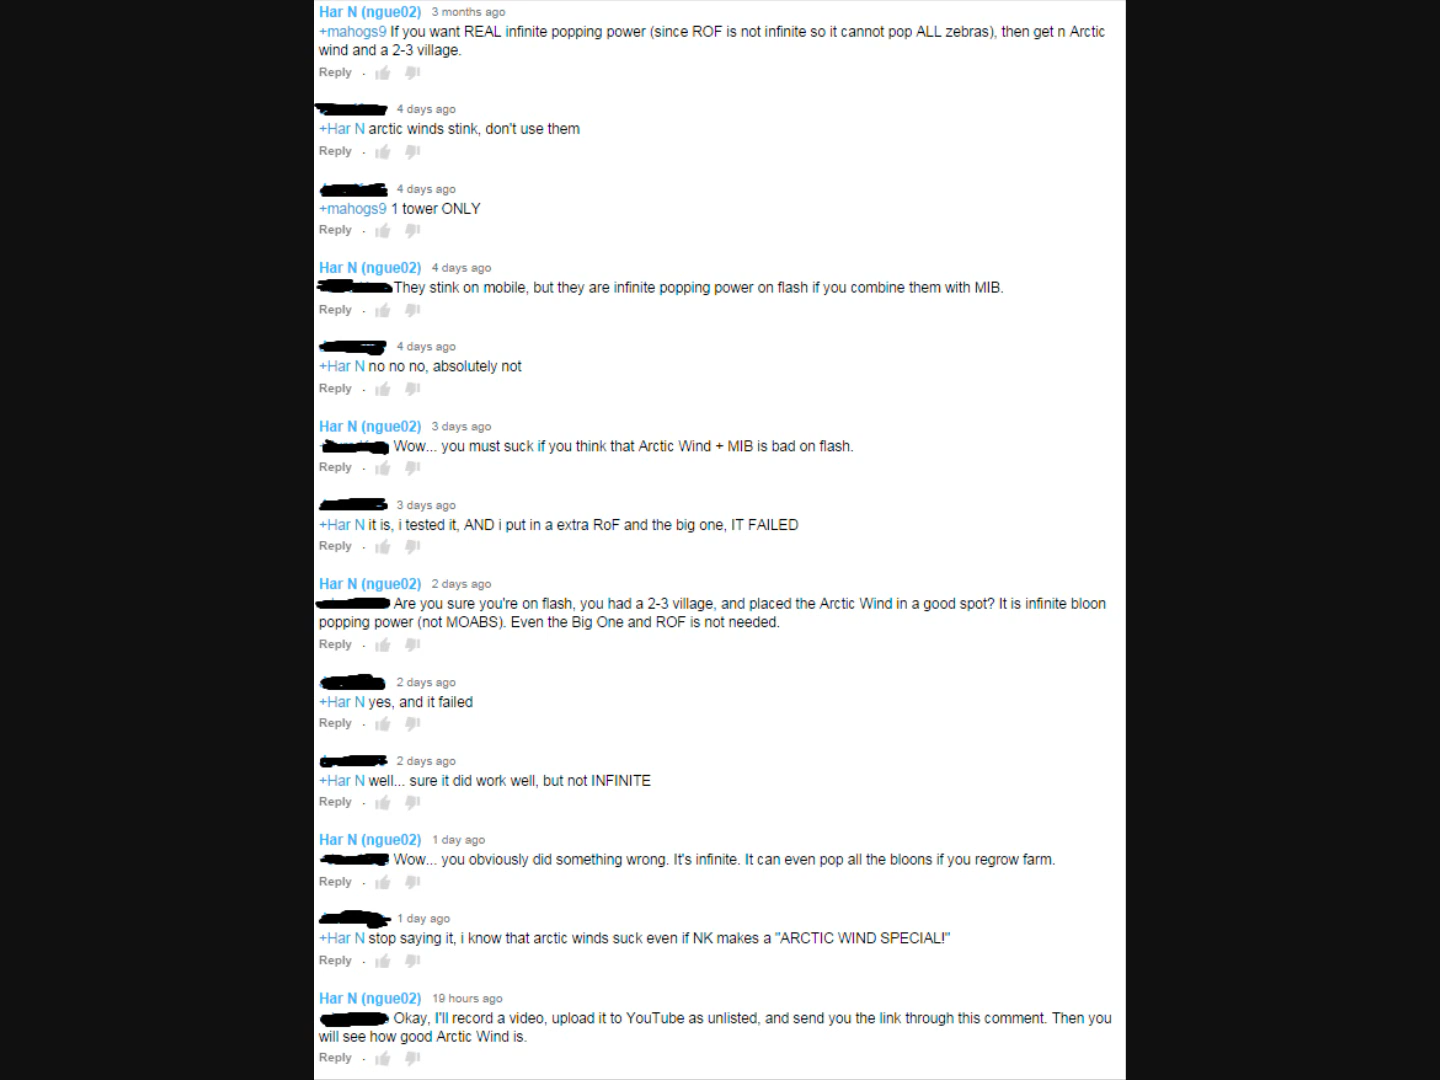 Har N (ngue02) 3 months ago
+mahogs9 If you want REAL infinite popping power (since ROF is not infinite so it cannot pop ALL zebras), then get n Arctic
wind and a 2-3 village.
Reply .
4 days ago
+Har N arctic winds stink, don't use them
Reply .
4 days ago
+mahogs9 1 tower ONLY
Reply .
Har N (ngue02) 4 days ago
They stink on mobile, but they are infinite popping power on flash if you combine them with MIB.
Reply .
4 days ago
+Har N no no no, absolutely not
Reply .
Har N (ngue02) 3 days ago
Wow... you must suck if you think that Arctic Wind + MIB is bad on flash.
Reply .
3 days ago
+Har N it is, i tested it, AND i put in a extra RoF and the big one, IT FAILED
Reply .
Har N (ngue02) 2 days ago
Are you sure you're on flash, you had a 2-3 village, and placed the Arctic Wind in a good spot? It is infinite bloon
popping power (not MOABS). Even the Big One and ROF is not needed.
Reply .
2 days ago
+Har N yes, and it failed
Reply .
2 days ago
+Har N well... sure it did work well, but not INFINITE
Reply .
Har N (ngue02) 1 day ago
Wow... you obviously did something wrong. It's infinite. It can even pop all the bloons if you regrow farm.
Reply .
1 day ago
+Har N stop saying it, i know that arctic winds suck even if NK makes a "ARCTIC WIND SPECIAL!"
Reply .
Har N (ngue02) 19 hours ago
Okay, I'll record a video, upload it to YouTube as unlisted, and send you the link through this comment. Then you
will see how good Arctic Wind is.
Reply .